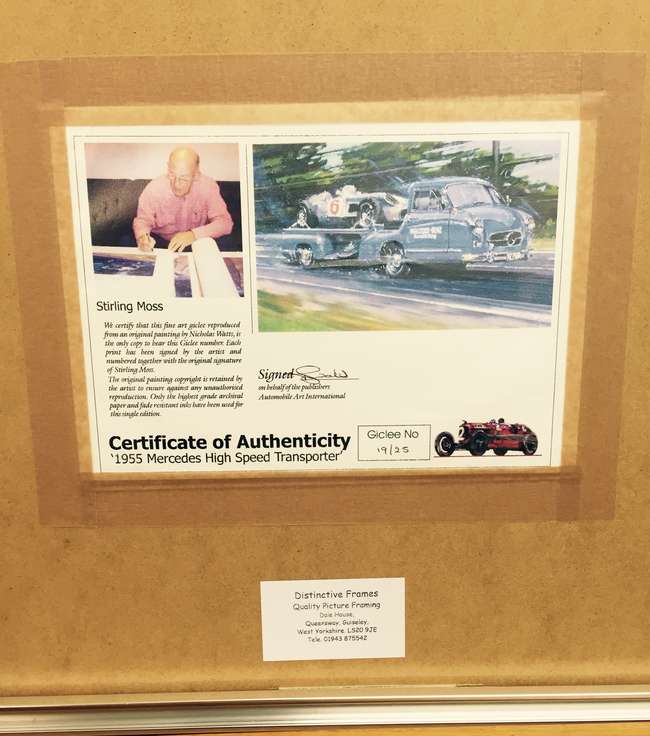 6
Stirling Moss
We certify that this fine art giclee reproduced
from an original painting by Nicholas Watts, is
the only copy to bear this Giclee number. Each
print has been signed by the artist and
numbered together with the original signature
of Stirling Moss.
The original painting copyright is retained by
the artist to ensure against any unauthorised
reproduction. Only the highest grade archival
paper and fade resistant inks have been used for
this single edition.
Signed
on behalf of the publishers
Automobile Art International
Certificate of Authenticity
'1955 Mercedes High Speed Transporter'
Giclee No
19/25
Distinctive Frames
Quality Picture Framing
Dale House,
Queensway, Guiseley,
West Yorkshire. LS20 9JE
Tele. 01943 875542